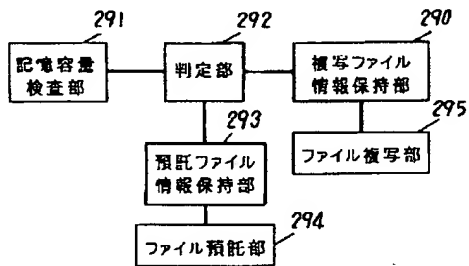 291
292
290
記憶容量
検査部
判定部
複写ファイル
情報保持部
293
295
預託ファイル
情報保持部
ファイル複写部
294
ファイル預託部